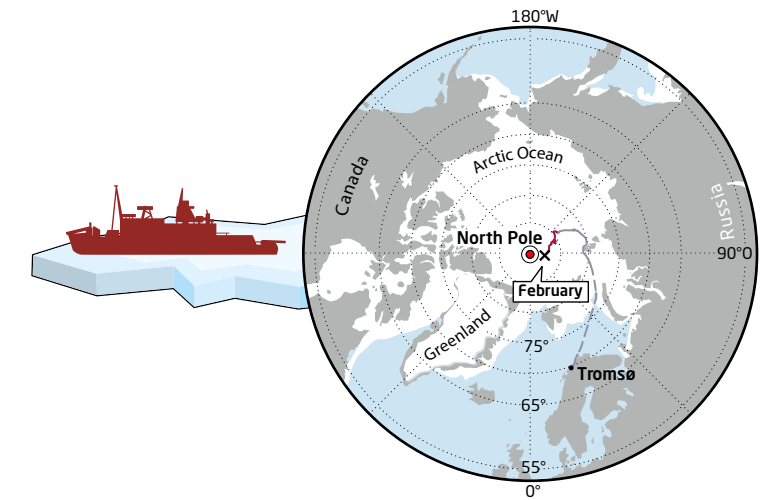 180°W
Canada
Arctic Ocean
Russia
North Pole
90°O
February
Greenland
75°
Tromsø
65°
55°
0°